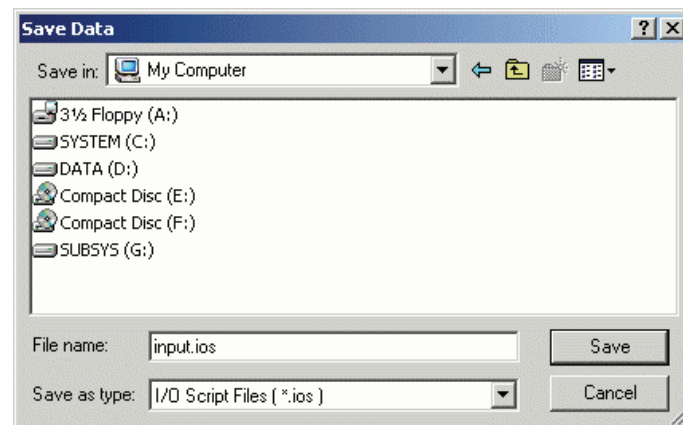 Save Data
Save in: My Computer
3½ Floppy (A:)
SYSTEM (C:)
DATA (D:)
Compact Disc (E:)
Compact Disc (F:)
SUBSYS (G:)
File name: input.ios Save
Save as type: I/O Script Files ( *.ios ) Cancel